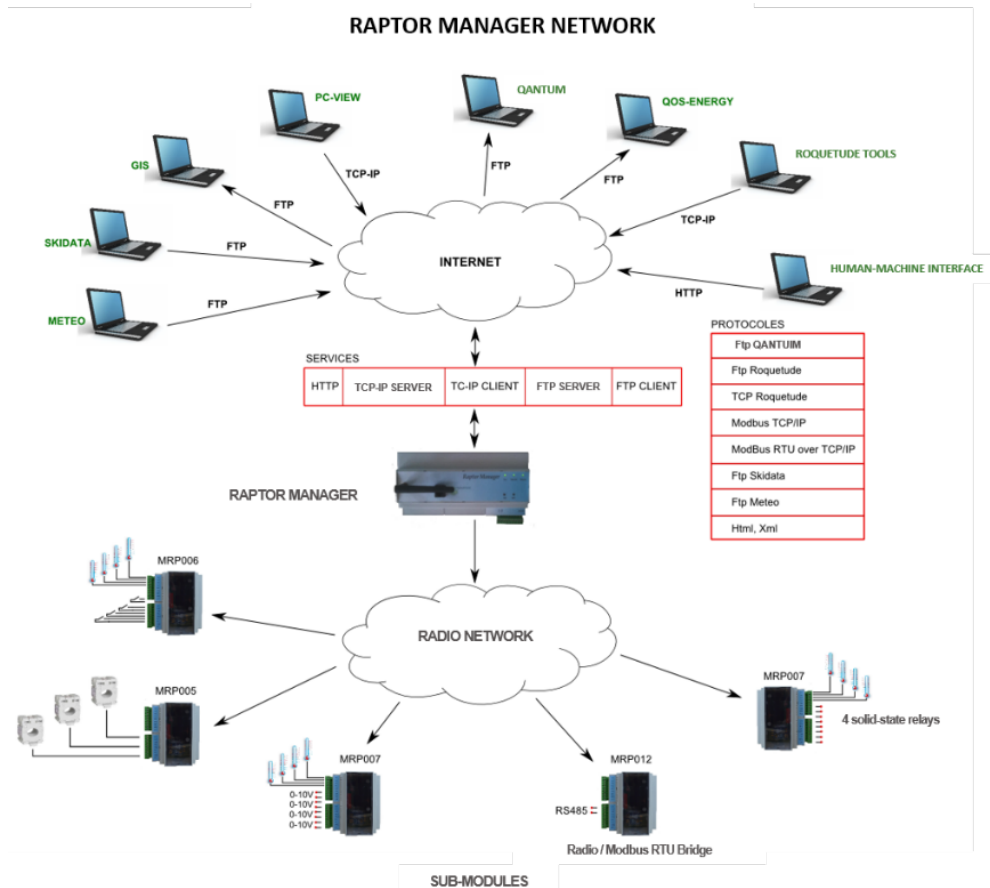 RAPTOR MANAGER NETWORK
PC-VIEW
QANTUM
QOS-ENERGY
GIS
ROQUETUDE TOOLS
TCP-IP
FTP
FTP
FTP
TCP-IP
SKIDATA
FTP
INTERNET
HUMAN-MACHINE INTERFACE
HTTP
METEO
FTP
PROTOCOLES
Ftp QANTUIM
Ftp Roquetude
TCP Roquetude
Modbus TCP/IP
ModBus RTU over TCP/IP
Ftp Skidata
Ftp Meteo
Html, Xml
SERVICES
HTTP TCP-IP SERVER TC-IP CLIENT FTP SERVER FTP CLIENT
Raptor Manager
RAPTOR MANAGER
MRP006
RADIO NETWORK
MRP005
MRP007
4 solid-state relays
MRP007
0-10V
0-10V
0-10V
0-10V
MRP012
RS485
Radio / Modbus RTU Bridge
SUB-MODULES